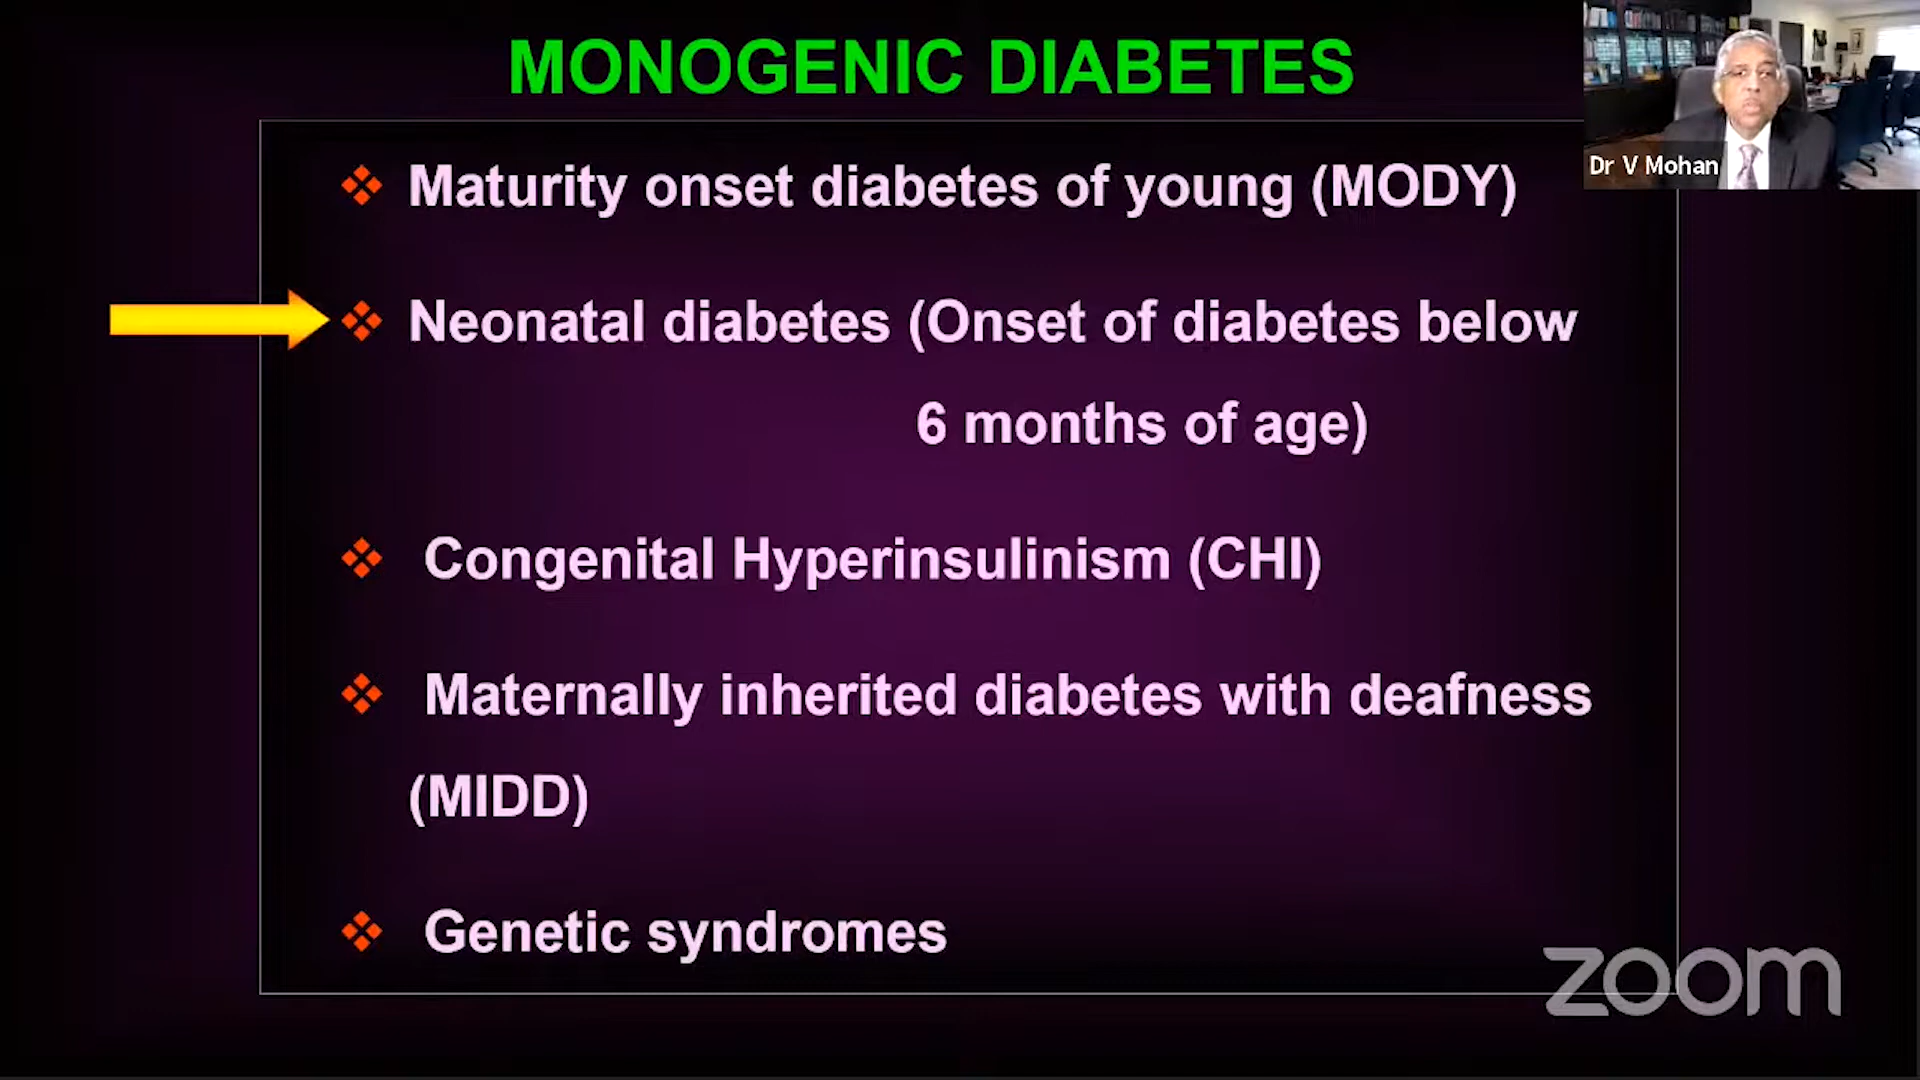 MONOGENIC DIABETES
Dr V Mohan
Maturity onset diabetes of young (MODY)
Neonatal diabetes (Onset of diabetes below
6 months of age)
Congenital Hyperinsulinism (CHI)
Maternally inherited diabetes with deafness
(MIDD)
Genetic syndromes
zoom